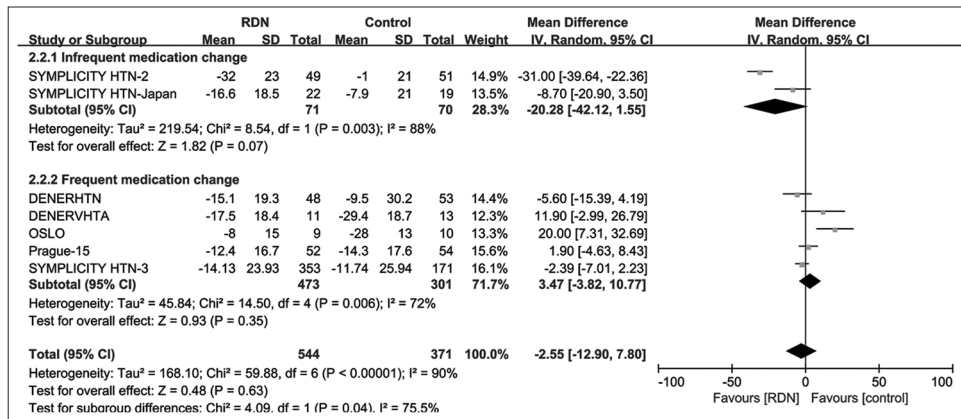 RDN Control Mean Difference Mean Difference
Study or Subgroup Mean SD Total Mean SD Total Weight IV, Random, 95% CI IV, Random, 95% CI
2.2.1 Infrequent medication change
SYMPLICITY HTN-2 -32 23 49 -1 21 51 14.9% -31.00 [-39.64, -22.36]
SYMPLICITY HTN-Japan -16.6 18.5 22 -7.9 21 19 13.5% -8.70 [-20.90, 3.50]
Subtotal (95% CI) 71 70 28.3% -20.28 [-42.12, 1.55]
Heterogeneity: Tau² = 219.54; Chi² = 8.54, df = 1 (P = 0.003); I² = 88%
Test for overall effect: Z = 1.82 (P = 0.07)
2.2.2 Frequent medication change
DENERHTN -15.1 19.3 48 -9.5 30.2 53 14.4% -5.60 [-15.39, 4.19]
DENERVHTA -17.5 18.4 11 -29.4 18.7 13 12.3% 11.90 [-2.99, 26.79]
OSLO -8 15 9 -28 13 10 13.3% 20.00 [7.31, 32.69]
Prague-15 -12.4 16.7 52 -14.3 17.6 54 15.6% 1.90 [-4.63, 8.43]
SYMPLICITY HTN-3 -14.13 23.93 353 -11.74 25.94 171 16.1% -2.39 [-7.01, 2.23]
Subtotal (95% CI) 473 301 71.7% 3.47 [-3.82, 10.77]
Heterogeneity: Tau² = 45.84; Chi² = 14.50, df = 4 (P = 0.006); I² = 72%
Test for overall effect: Z = 0.93 (P = 0.35)
Total (95% CI) 544 371 100.0% -2.55 [-12.90, 7.80]
Heterogeneity: Tau² = 168.10; Chi² = 59.88, df = 6 (P < 0.00001); I² = 90%
Test for overall effect: Z = 0.48 (P = 0.63)
Test for subgroup differences: Chi² = 4.09, df = 1 (P = 0.04), I² = 75.5%
-100 -50 0 50 100
Favours [RDN] Favours [control]